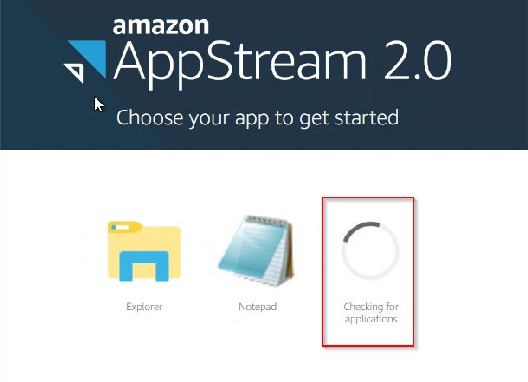 amazon
AppStream 2.0
Choose your app to get started
Explorer
Notepad
Checking for
applications